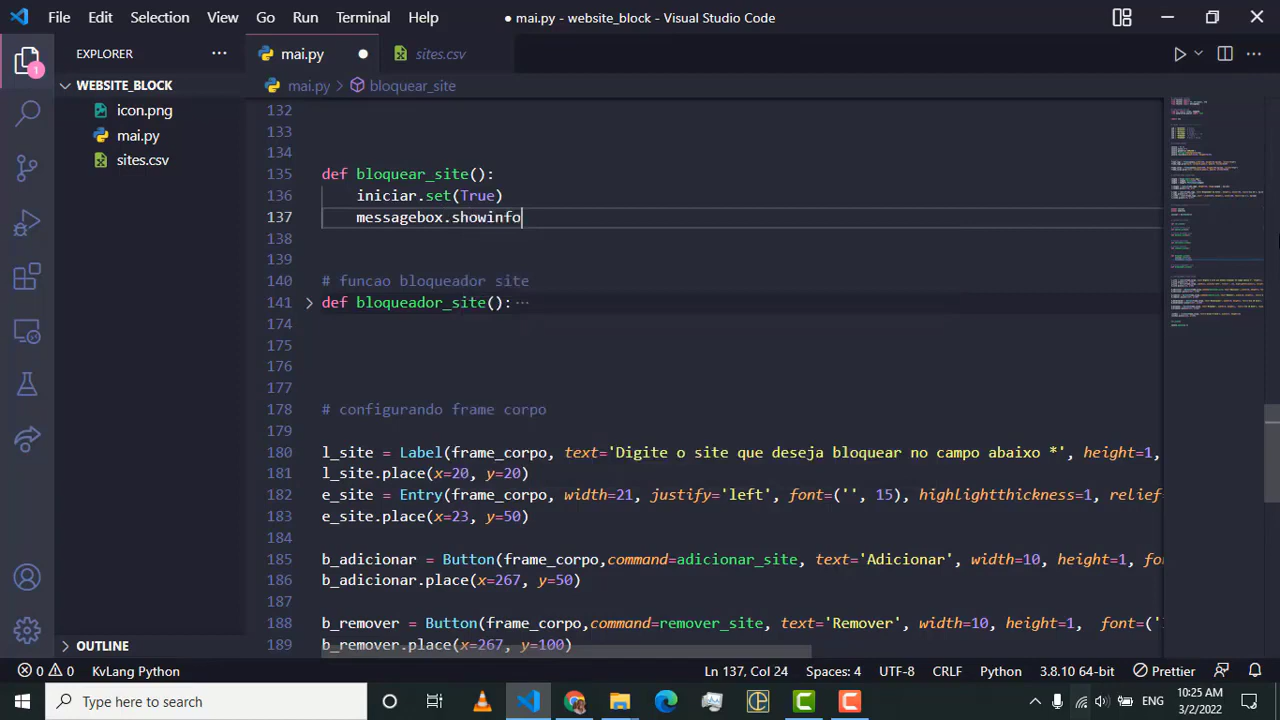 File Edit Selection View Go Run Terminal Help
● mai.py - website_block - Visual Studio Code
EXPLORER ···
1
WEBSITE_BLOCK
icon.png
mai.py
sites.csv
OUTLINE
mai.py ● sites.csv
mai.py > bloquear_site
132
133
134
135 def bloquear_site():
136 iniciar.set(True)
137 messagebox.showinfo
138
139
140 # funcao bloqueador site
141 def bloqueador_site(): ···
174
175
176
177
178 # configurando frame corpo
179
180 l_site = Label(frame_corpo, text='Digite o site que deseja bloquear no campo abaixo *', height=1,
181 l_site.place(x=20, y=20)
182 e_site = Entry(frame_corpo, width=21, justify='left', font=('', 15), highlightthickness=1, relief=
183 e_site.place(x=23, y=50)
184
185 b_adicionar = Button(frame_corpo,command=adicionar_site, text='Adicionar', width=10, height=1, fo
186 b_adicionar.place(x=267, y=50)
187
188 b_remover = Button(frame_corpo,command=remover_site, text='Remover', width=10, height=1, font=('
189 b_remover.place(x=267, y=100)
0 0 KvLang Python Ln 137, Col 24 Spaces: 4 UTF-8 CRLF Python 3.8.10 64-bit Prettier
Type here to search
ENG
10:25 AM
3/2/2022